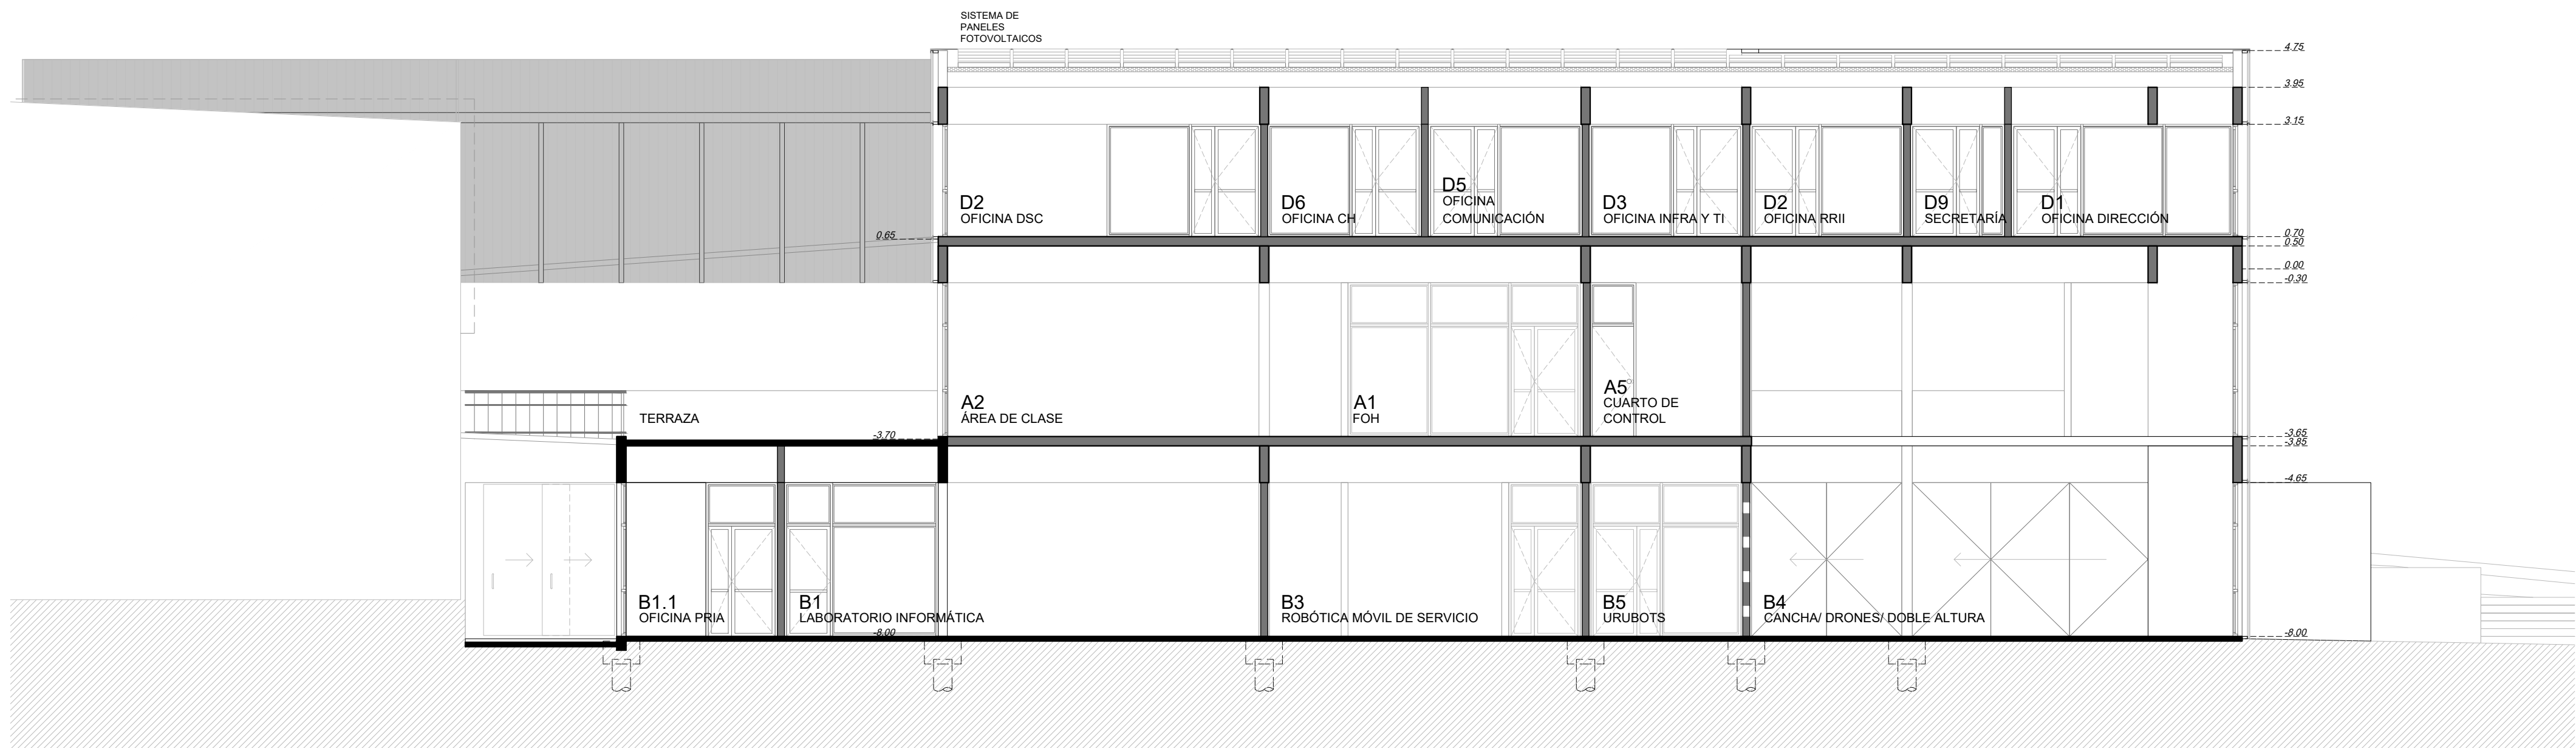 SISTEMA DE
PANELES
FOTOVOLTAICOS
4.75
3.95
3.15
D2
OFICINA DSC
D6
OFICINA CH
D5
OFICINA
COMUNICACIÓN
D3
OFICINA INFRA Y TI
D2
OFICINA RRII
D9
SECRETARÍA
D1
OFICINA DIRECCIÓN
0.65
0.70
0.50
0.00
-0.30
TERRAZA
A2
ÁREA DE CLASE
A1
FOH
A5
CUARTO DE
CONTROL
-3.70
-3.65
-3.85
-4.65
B1.1
OFICINA PRIA
B1
LABORATORIO INFORMÁTICA
B3
ROBÓTICA MÓVIL DE SERVICIO
B5
URUBOTS
B4
CANCHA/ DRONES/ DOBLE ALTURA
-8.00
-8.00